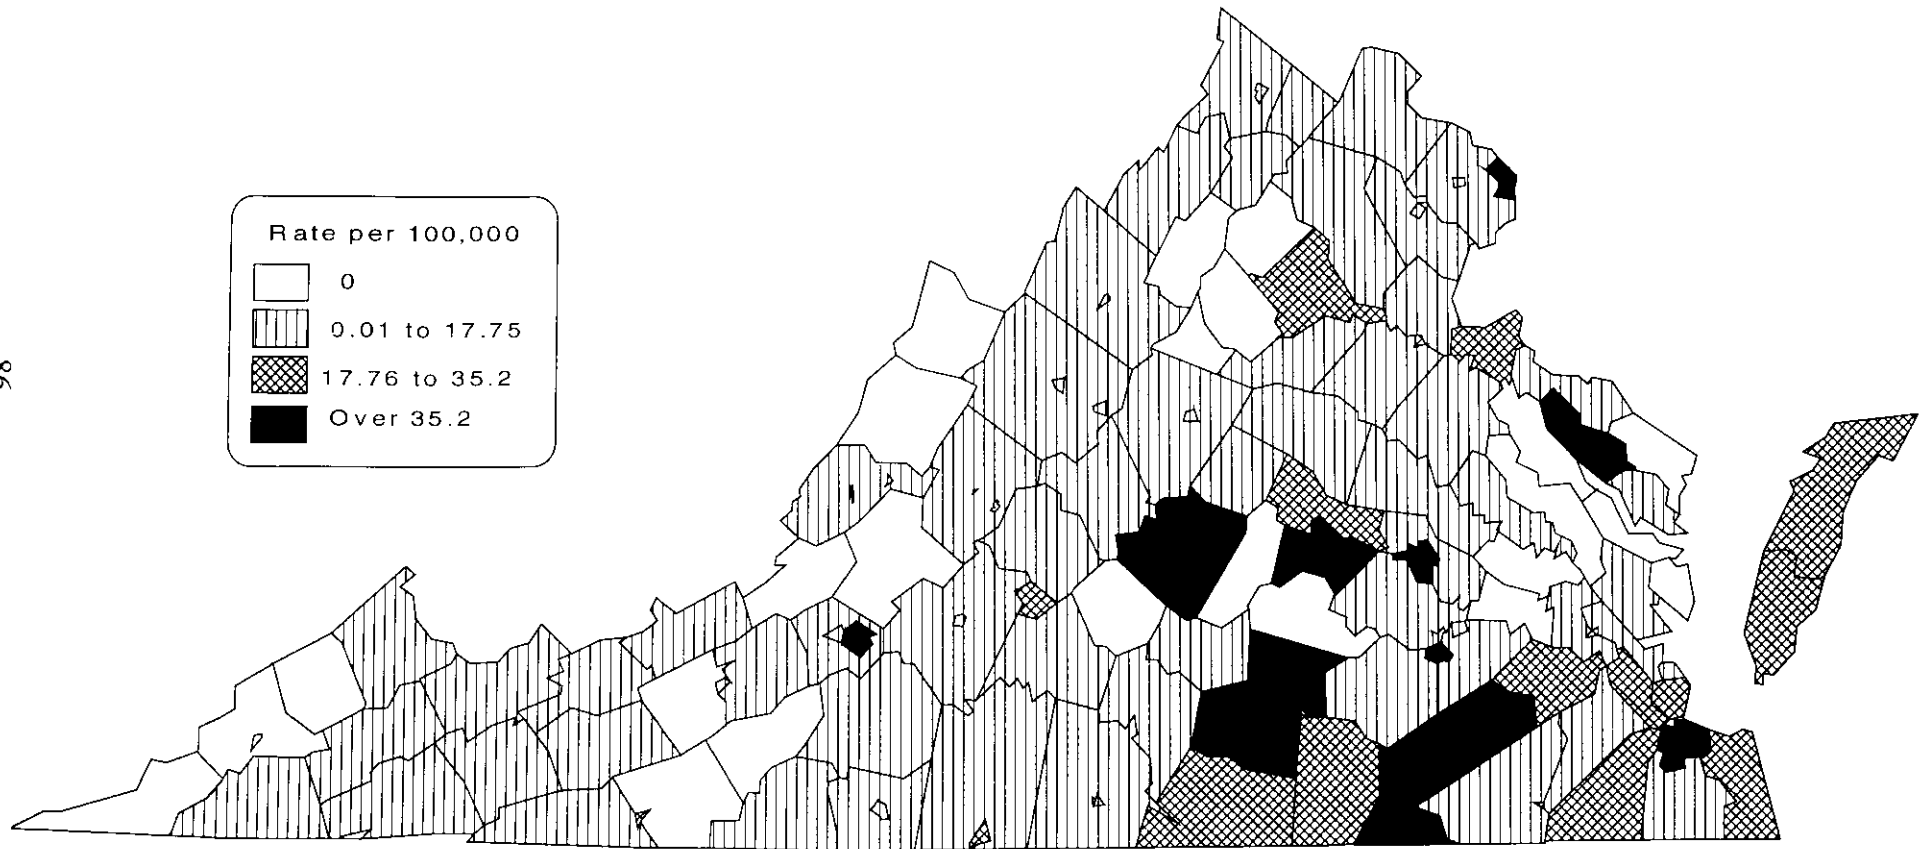 Rate per 100,000
0
0.01 to 17.75
17.76 to 35.2
Over 35.2